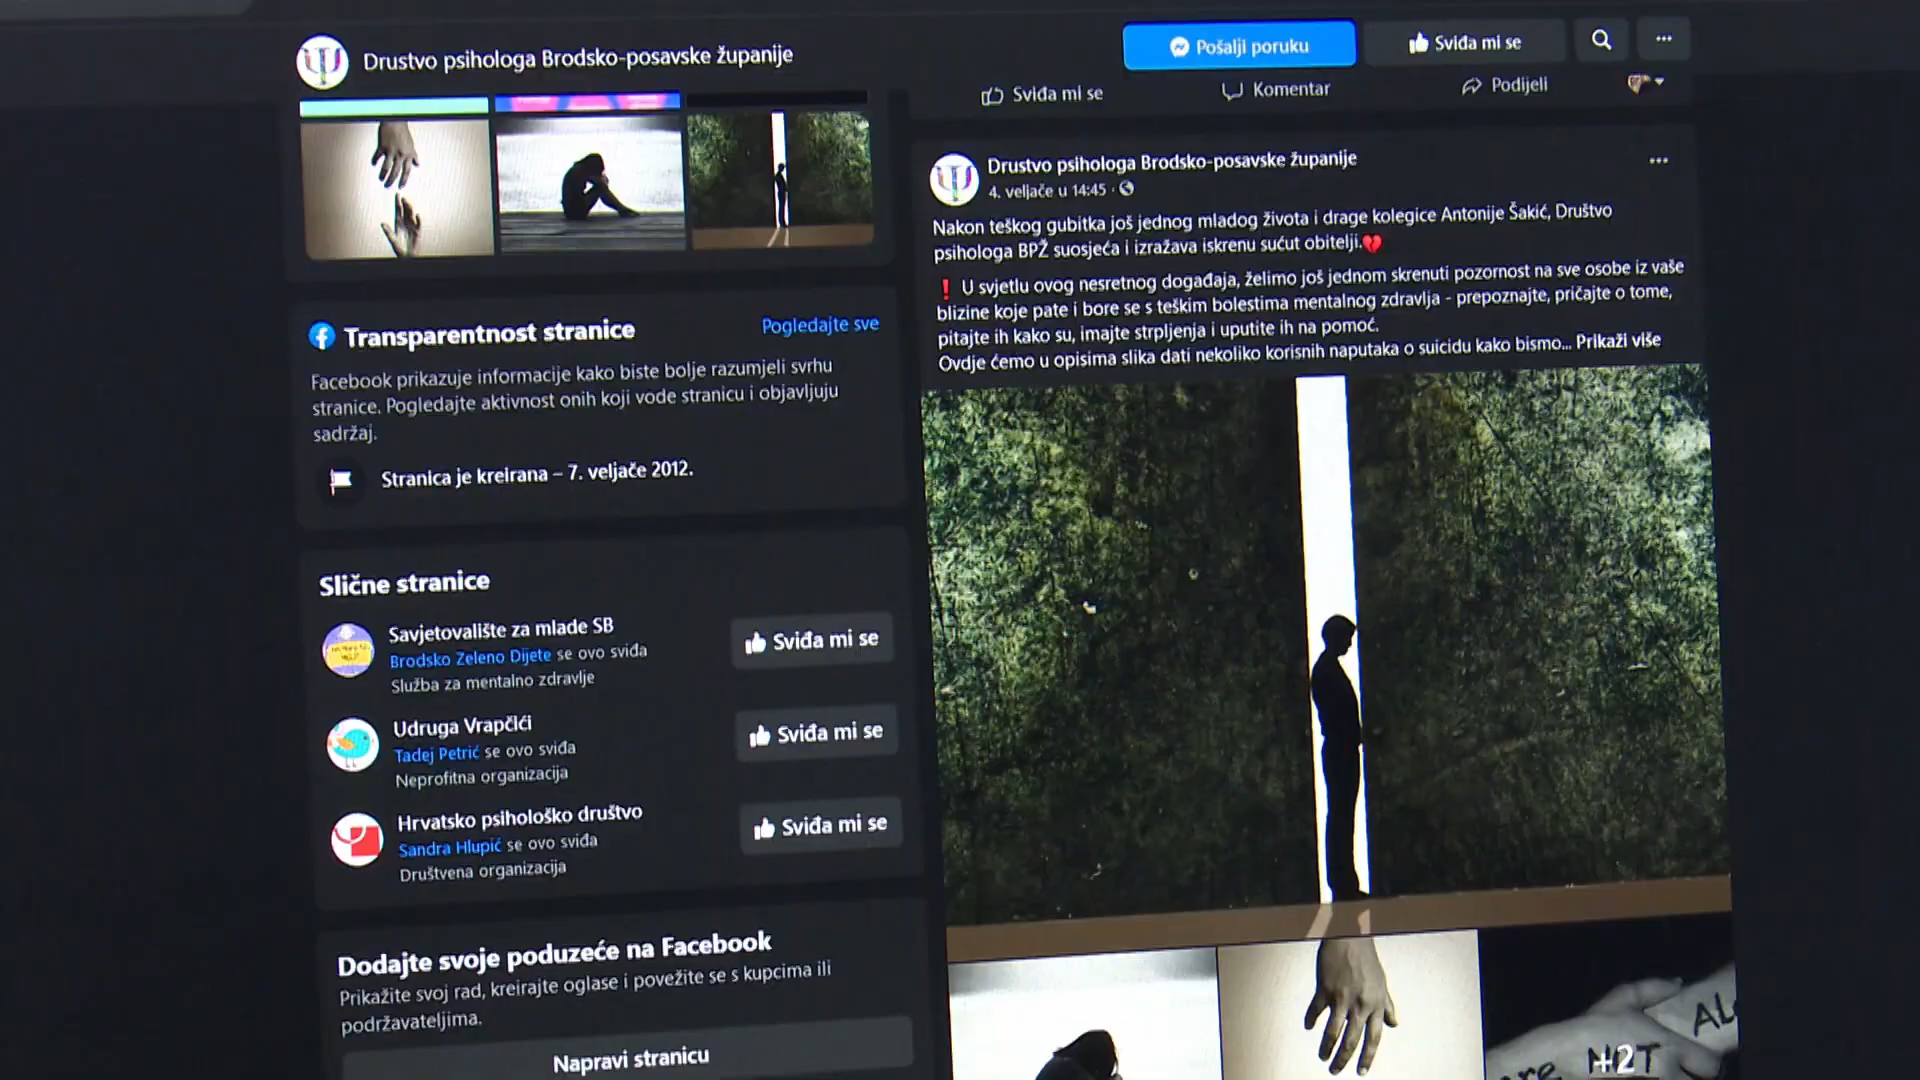 Drustvo psihologa Brodsko-posavske županije
Pošalji poruku
Sviđa mi se
Sviđa mi se
Komentar
Podijeli
Transparentnost stranice
Pogledajte sve
Facebook prikazuje informacije kako biste bolje razumjeli svrhu
stranice. Pogledajte aktivnost onih koji vode stranicu i objavljuju
sadržaj.
Stranica je kreirana – 7. veljače 2012.
Slične stranice
Savjetovalište za mlade SB
Brodsko Zeleno Dijete se ovo sviđa
Služba za mentalno zdravlje
Sviđa mi se
Udruga Vrapčići
Tadej Petrić se ovo sviđa
Neprofitna organizacija
Sviđa mi se
Hrvatsko psihološko društvo
Sandra Hlupić se ovo sviđa
Društvena organizacija
Sviđa mi se
Dodajte svoje poduzeće na Facebook
Prikažite svoj rad, kreirajte oglase i povežite se s kupcima ili
podržavateljima.
Napravi stranicu
Drustvo psihologa Brodsko-posavske županije
4. veljače u 14:45 ·
Nakon teškog gubitka još jednog mladog života i drage kolegice Antonije Šakić, Društvo
psihologa BPŽ suosjeća i izražava iskrenu sućut obitelji.💔
❗ U svjetlu ovog nesretnog događaja, želimo još jednom skrenuti pozornost na sve osobe iz vaše
blizine koje pate i bore se s teškim bolestima mentalnog zdravlja - prepoznajte, pričajte o tome,
pitajte ih kako su, imajte strpljenja i uputite ih na pomoć.
Ovdje ćemo u opisima slika dati nekoliko korisnih naputaka o suicidu kako bismo... Prikaži više
+2
NOT